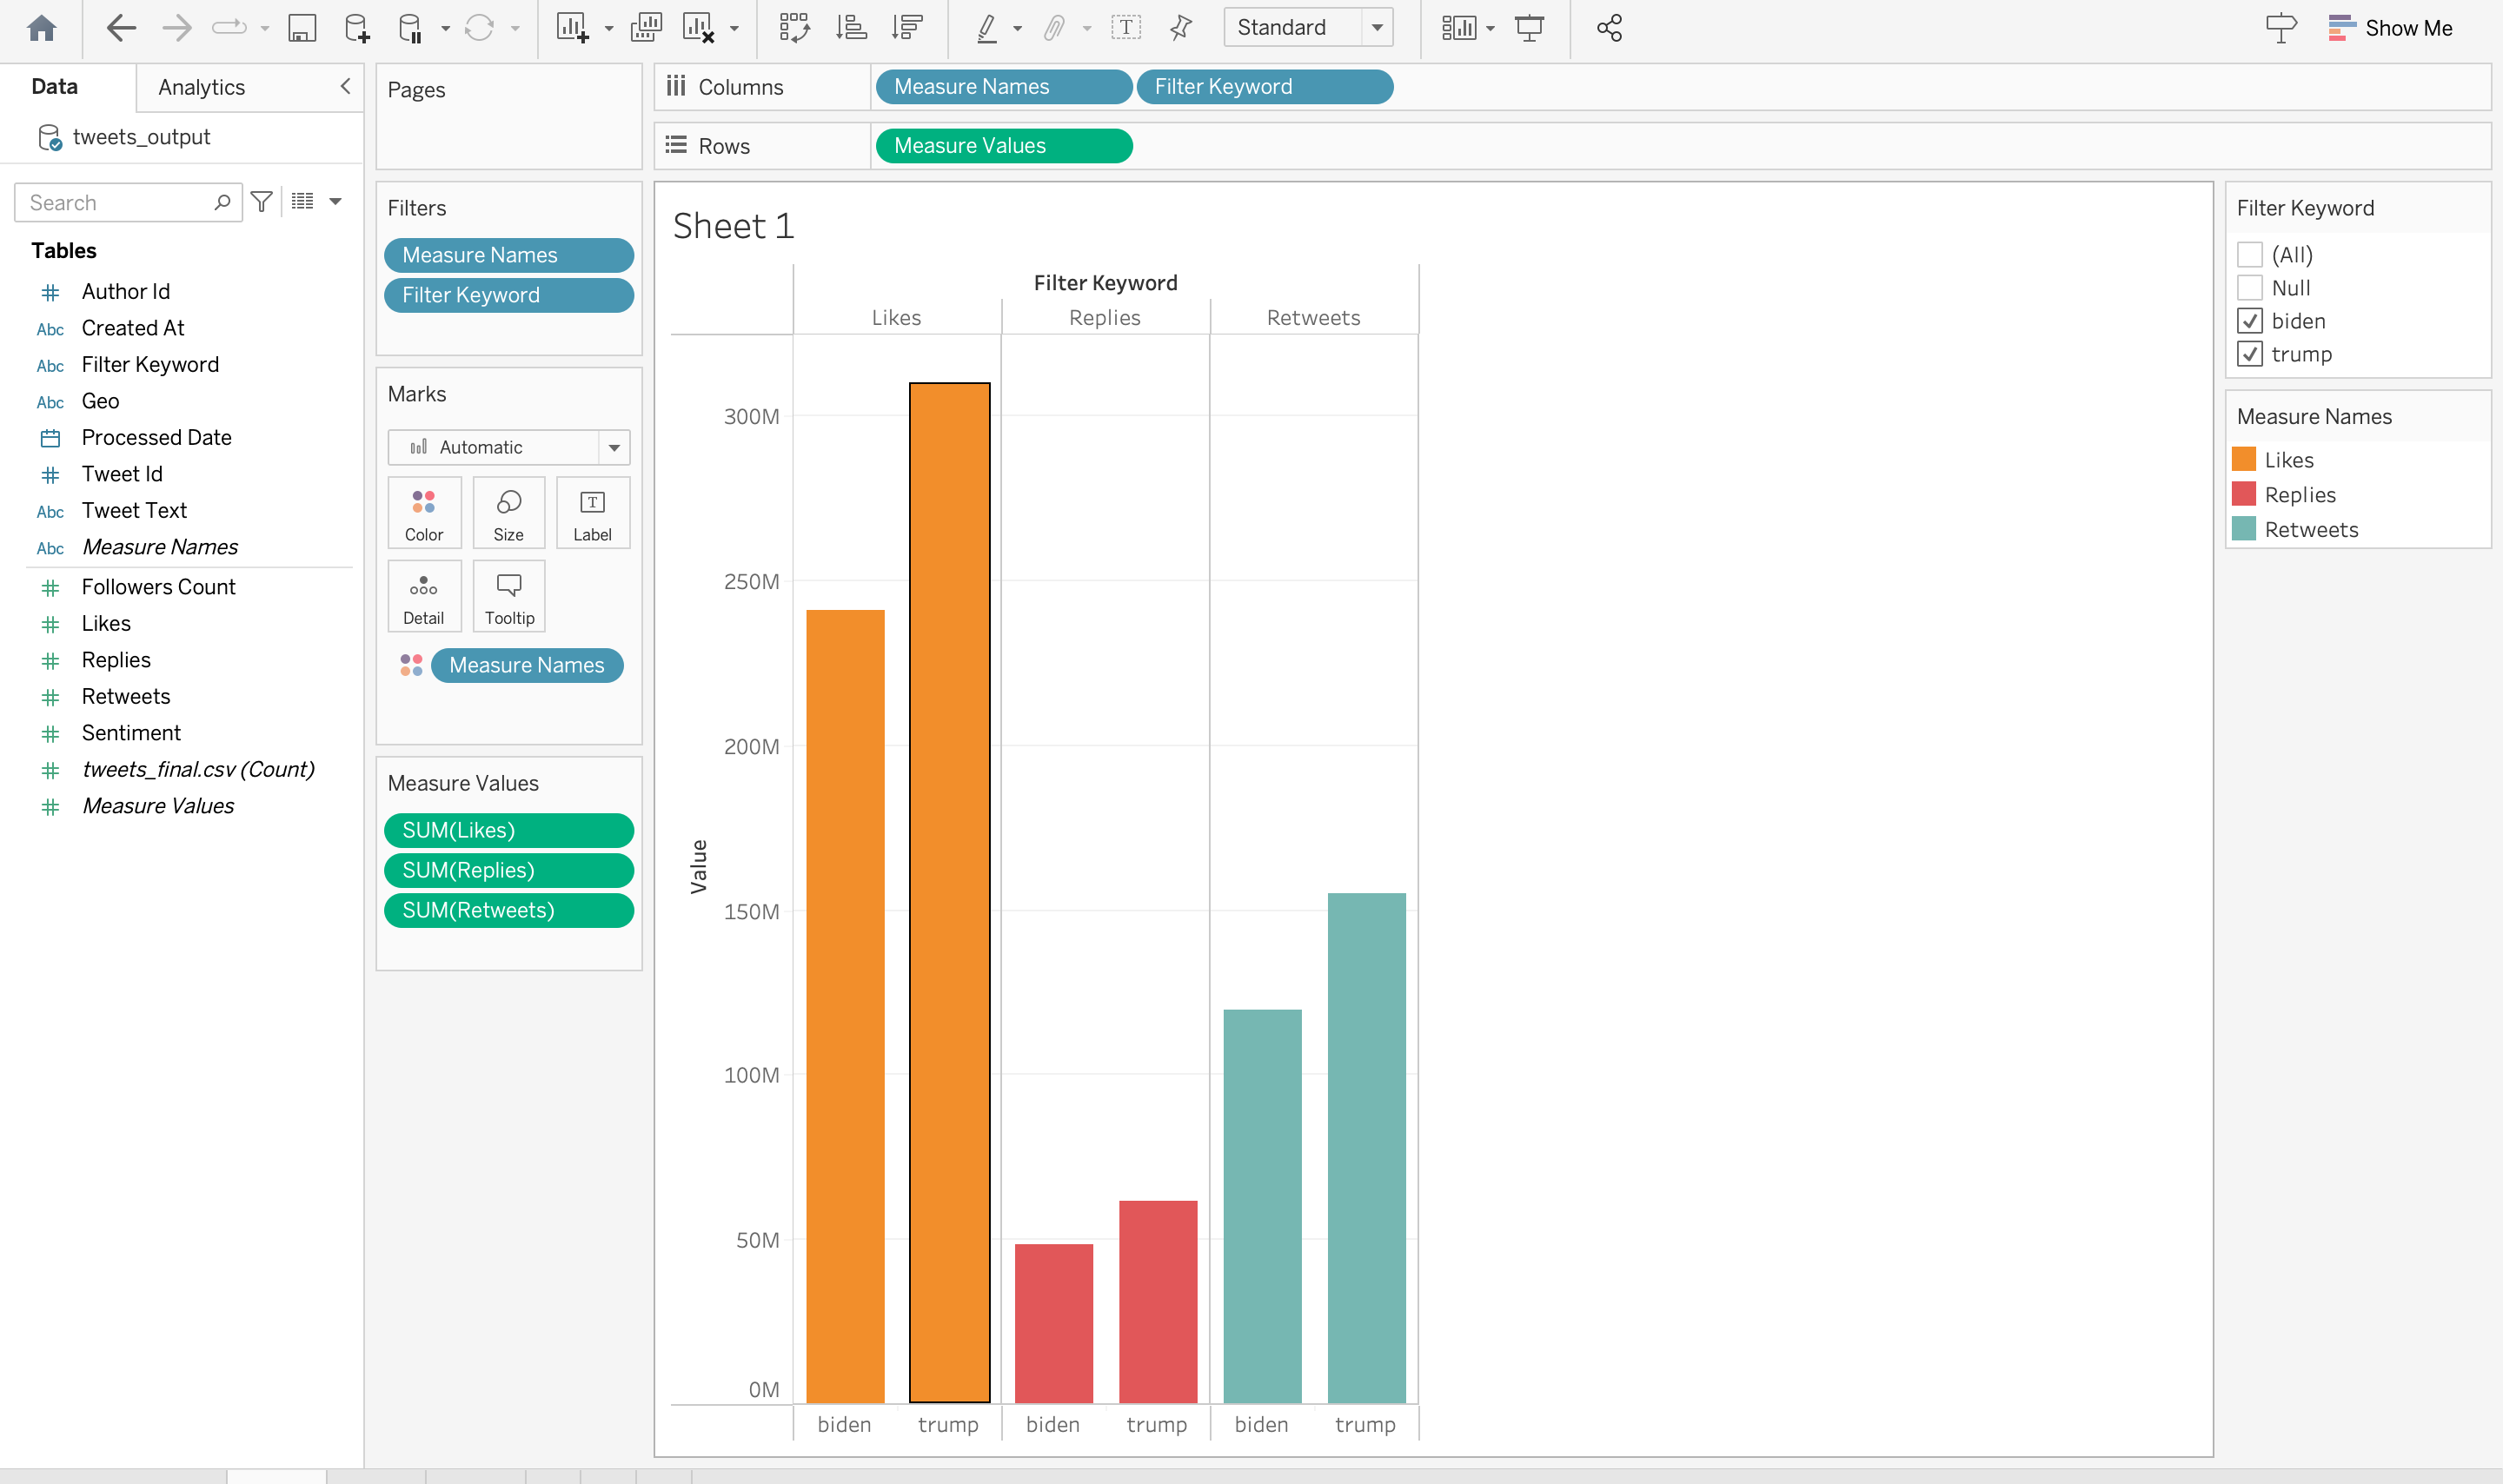 Standard
Show Me
Data
Analytics
tweets_output
Search
Tables
Author Id
Abc Created At
Abc Filter Keyword
Abc Geo
Processed Date
Tweet Id
Abc Tweet Text
Abc Measure Names
Followers Count
Likes
Replies
Retweets
Sentiment
tweets_final.csv (Count)
Measure Values
Pages
Filters
Measure Names
Filter Keyword
Marks
Automatic
Color Size Label
Detail Tooltip
Measure Names
Measure Values
SUM(Likes)
SUM(Replies)
SUM(Retweets)
Columns Measure Names Filter Keyword
Rows Measure Values
Sheet 1
Filter Keyword
Likes Replies Retweets
300M
250M
200M
150M
100M
50M
0M
Value
biden trump biden trump biden trump
Filter Keyword
(All)
Null
biden
trump
Measure Names
Likes
Replies
Retweets